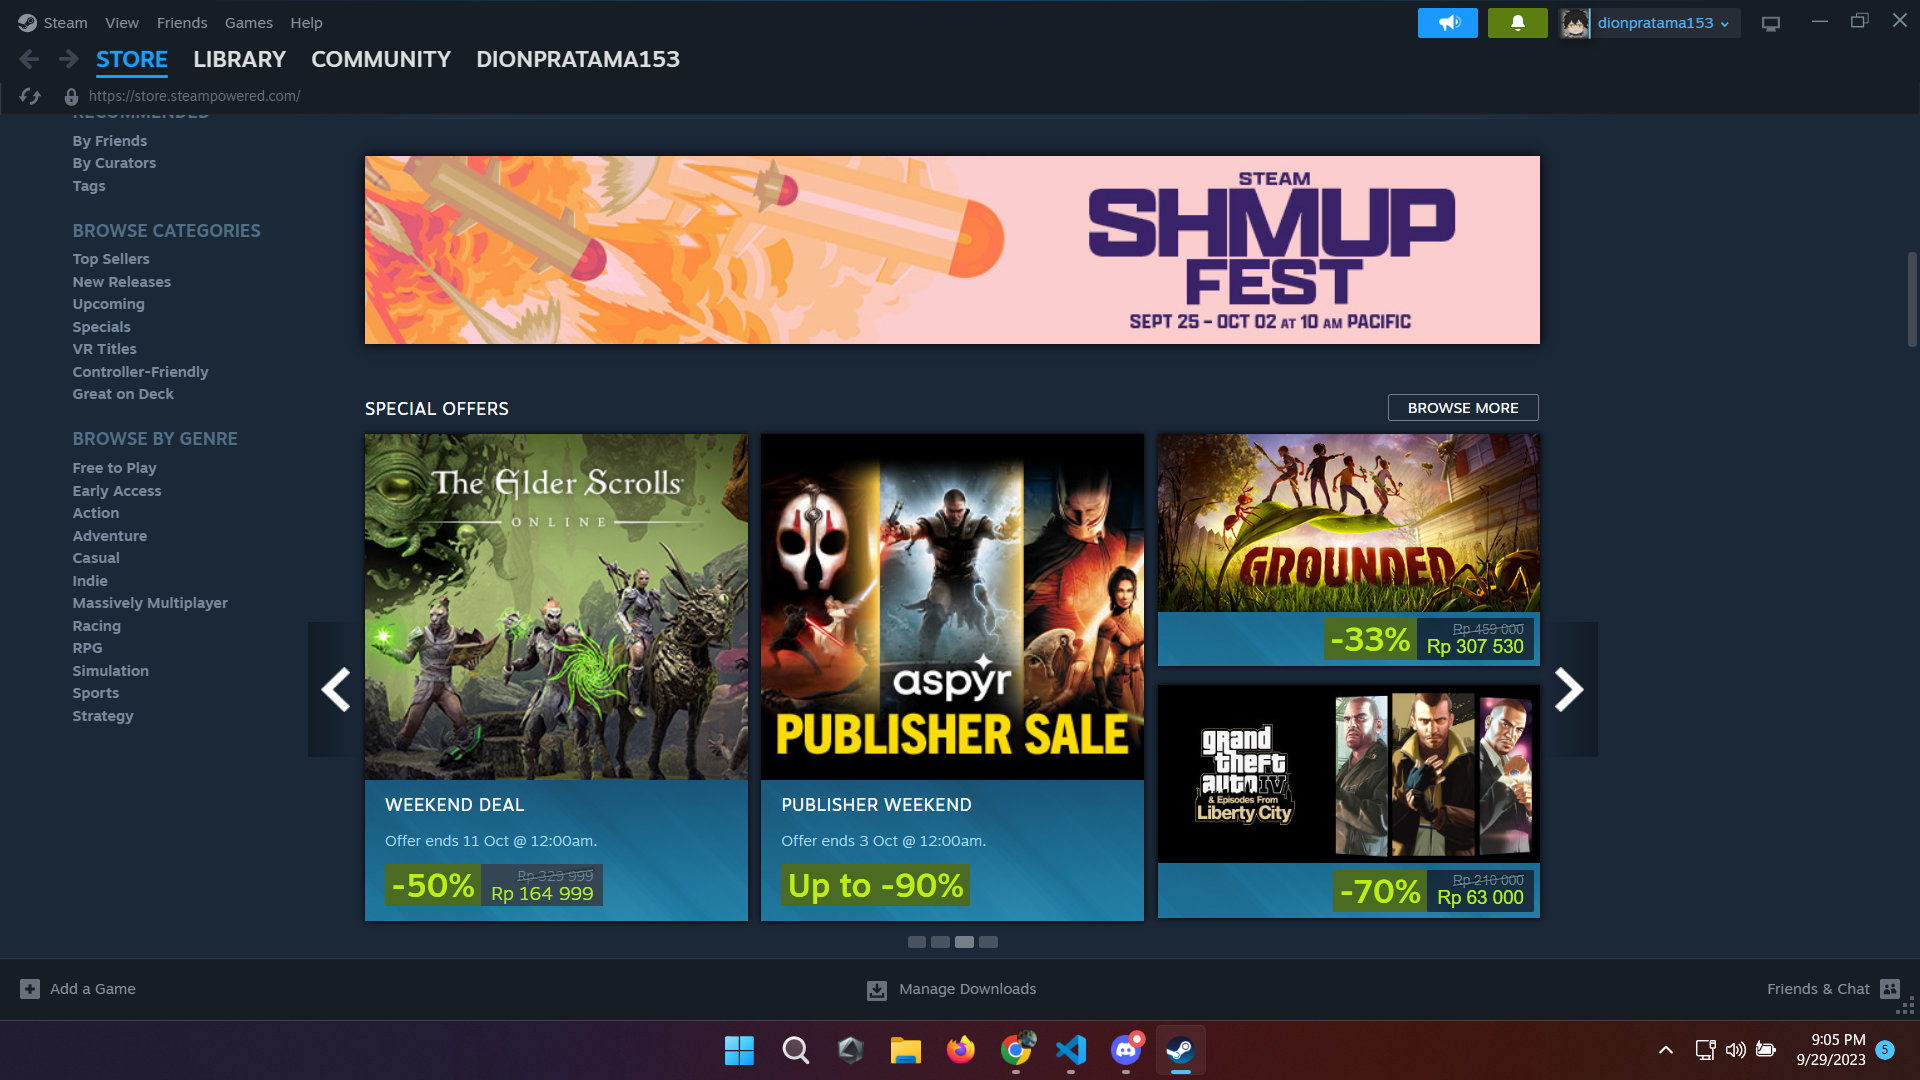 Steam View Friends Games Help
dionpratama153
STORE LIBRARY COMMUNITY DIONPRATAMA153
https://store.steampowered.com/
RECOMMENDED
By Friends
By Curators
Tags
BROWSE CATEGORIES
Top Sellers
New Releases
Upcoming
Specials
VR Titles
Controller-Friendly
Great on Deck
BROWSE BY GENRE
Free to Play
Early Access
Action
Adventure
Casual
Indie
Massively Multiplayer
Racing
RPG
Simulation
Sports
Strategy
STEAM
SHMUP
FEST
SEPT 25 – OCT 02 AT 10 AM PACIFIC
SPECIAL OFFERS
BROWSE MORE
The Elder Scrolls
ONLINE
WEEKEND DEAL
Offer ends 11 Oct @ 12:00am.
-50%
Rp 329 999
Rp 164 999
aspyr
PUBLISHER SALE
PUBLISHER WEEKEND
Offer ends 3 Oct @ 12:00am.
Up to -90%
GROUNDED
-33%
Rp 459 000
Rp 307 530
grand
theft
auto IV
& Episodes From
Liberty City
-70%
Rp 210 000
Rp 63 000
Add a Game
Manage Downloads
Friends & Chat
9:05 PM
9/29/2023
5